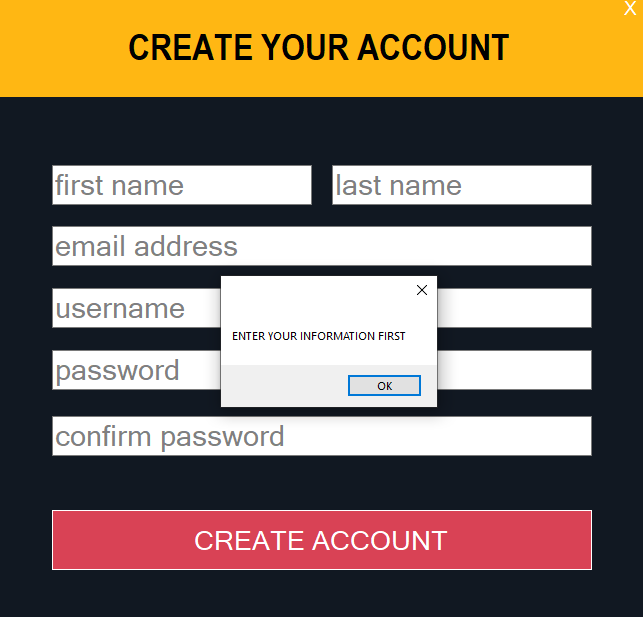 X
CREATE YOUR ACCOUNT
first name last name
email address
username
ENTER YOUR INFORMATION FIRST
password
OK
confirm password
CREATE ACCOUNT